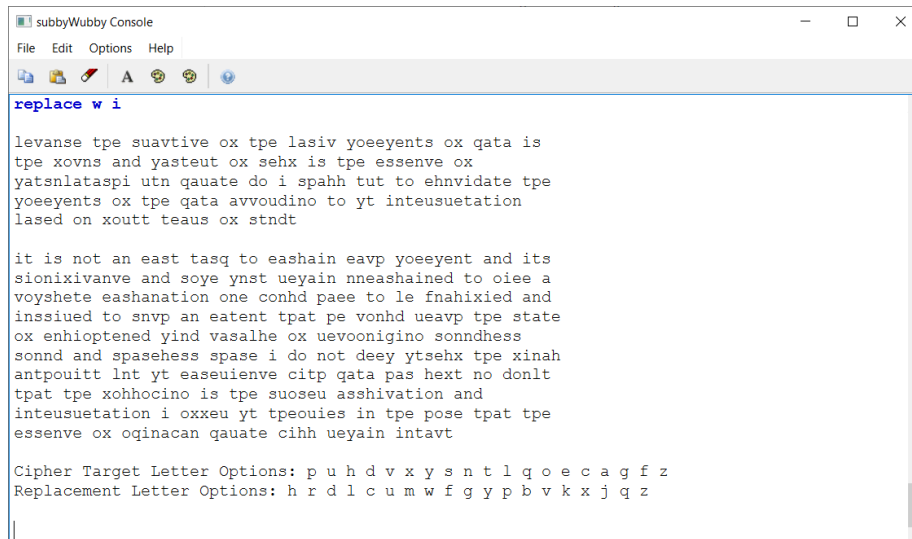 subbyWubby Console
File Edit Options Help
A
replace w i
levanse tpe suavtive ox tpe lasiv yoeeyents ox qata is
tpe xovns and yasteut ox sehx is tpe essenve ox
yatsnlataspi utn qauate do i spahh tut to ehnvidate tpe
yoeeyents ox tpe qata avvoudino to yt inteusuetation
lased on xoutt teaus ox stndt
it is not an east tasq to eashain eavp yoeeyent and its
sionixivanve and soye ynst ueyain nneashained to oiee a
voyshete eashanation one conhd paee to le fnahixied and
inssiued to snvp an eatent tpat pe vonhd ueavp tpe state
ox enhioptened yind vasalhe ox uevoonigino sonndhess
sonnd and spasehess spase i do not deey ytsehx tpe xinah
antpouitt lnt yt easeuienve citp qata pas hext no donlt
tpat tpe xohhocino is tpe suoseu asshivation and
inteusuetation i oxxeu yt tpeouies in tpe pose tpat tpe
essenve ox oqinacan qauate cihh ueyain intavt
Cipher Target Letter Options: p u h d v x y s n t l q o e c a g f z
Replacement Letter Options: h r d l c u m w f g y p b v k x j q z